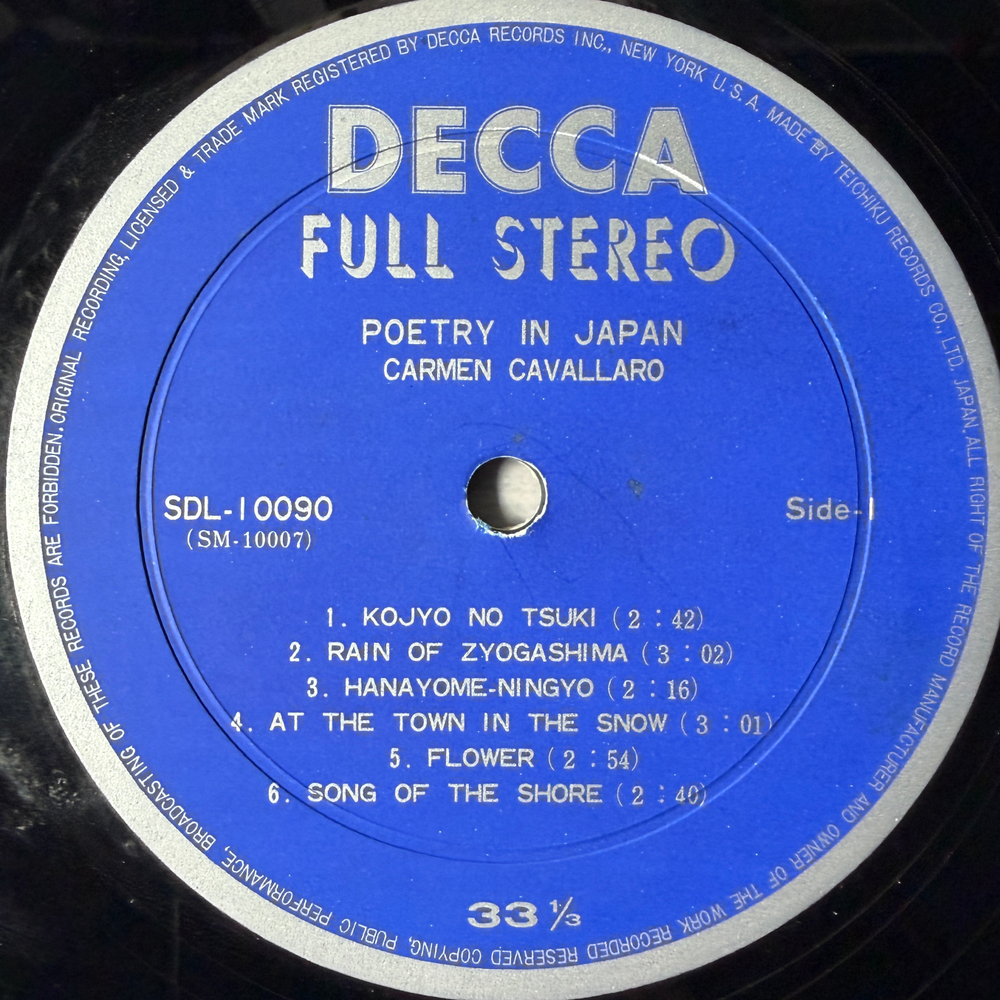 ORIGINAL RECORDING, LICENSED & TRADE MARK REGISTERED BY DECCA RECORDS INC., NEW YORK U. S. A. MADE BY TEICHIKU RECORDS CO., LTD. JAPAN. ALL RIGHT OF THE RECORD MANUFACTURER AND OWNER OF THE WORK RECORDED RESERVED COPYING, PUBLIC PERFORMANCE, BROADCASTING OF THESE RECORDS ARE FORBIDDEN.
DECCA
FULL STEREO
POETRY IN JAPAN
CARMEN CAVALLARO
SDL-10090
(SM-10007)
Side-1
1. KOJYO NO TSUKI (2 : 42)
2. RAIN OF ZYOGASHIMA (3 : 02)
3. HANAYOME-NINGYO (2 : 16)
4. AT THE TOWN IN THE SNOW (3 : 01)
5. FLOWER (2 : 54)
6. SONG OF THE SHORE (2 : 40)
33 1/3